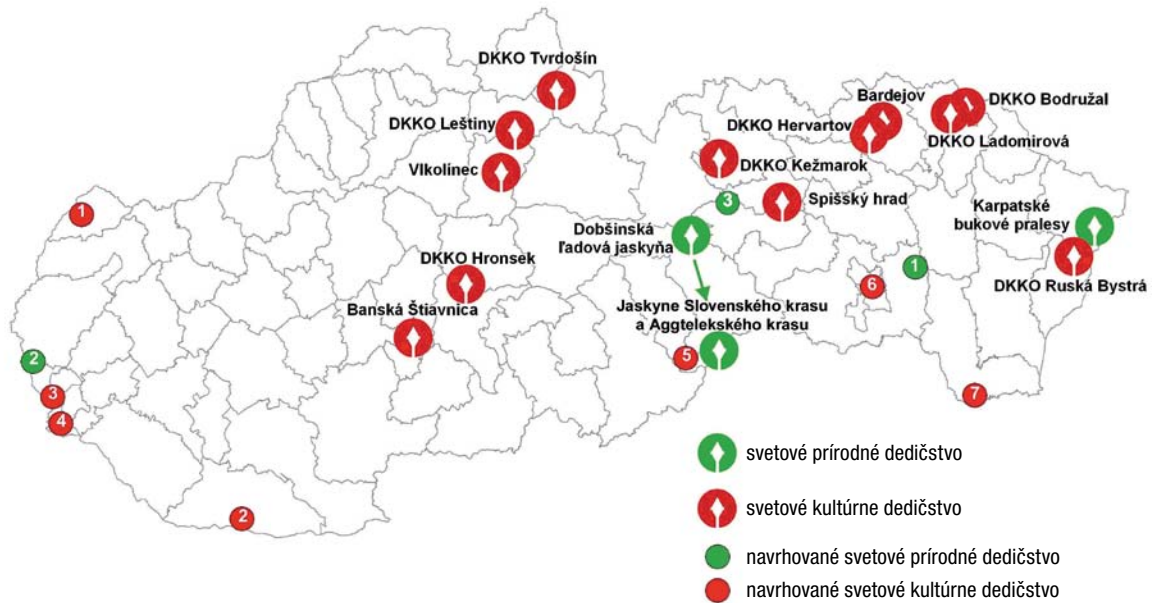 DKKO Tvrdošín
DKKO Leštiny
Vlkolínec
Bardejov
DKKO Bodružal
DKKO Hervartov
DKKO Ladomirová
DKKO Kežmarok
Spišský hrad
1
3
Karpatské
bukové pralesy
Dobšinská
ľadová jaskyňa
DKKO Hronsek
1
6
DKKO Ruská Bystrá
Banská Štiavnica
Jaskyne Slovenského krasu
a Aggtelekského krasu
2
5
3
7
4
2
svetové prírodné dedičstvo
svetové kultúrne dedičstvo
navrhované svetové prírodné dedičstvo
navrhované svetové kultúrne dedičstvo